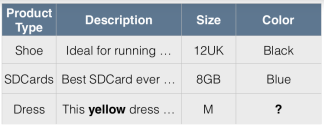 Product Type Description Size Color
Shoe Ideal for running ... 12UK Black
SDCards Best SDCard ever ... 8GB Blue
Dress This yellow dress ... M ?